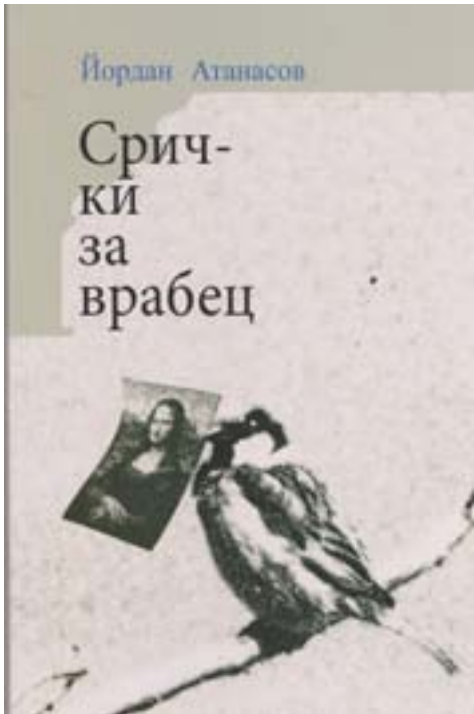 Йордан Атанасов
Срич-
ки
за
врабец